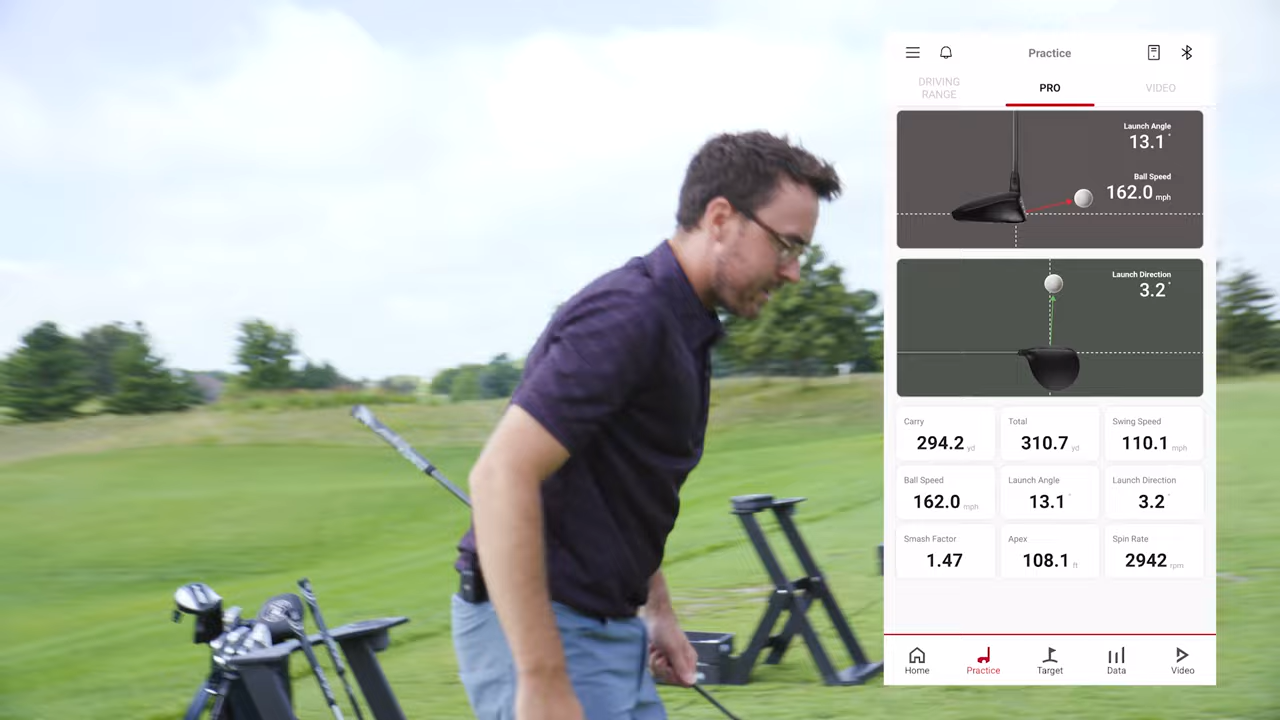 Practice
DRIVING
RANGE
PRO
VIDEO
Launch Angle
13.1°
Ball Speed
162.0 mph
Launch Direction
3.2°
Carry
294.2 yd
Total
310.7 yd
Swing Speed
110.1 mph
Ball Speed
162.0 mph
Launch Angle
13.1°
Launch Direction
3.2°
Smash Factor
1.47
Apex
108.1 ft
Spin Rate
2942 rpm
Home
Practice
Target
Data
Video